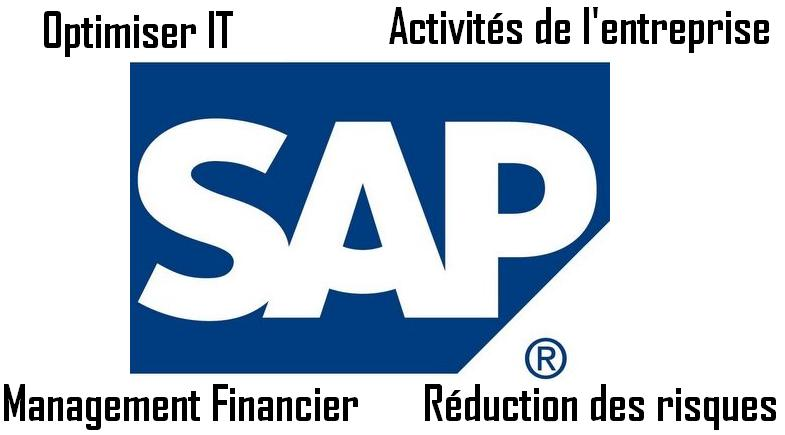 Optimiser IT
Activités de l'entreprise
SAP
®
Management Financier
Réduction des risques